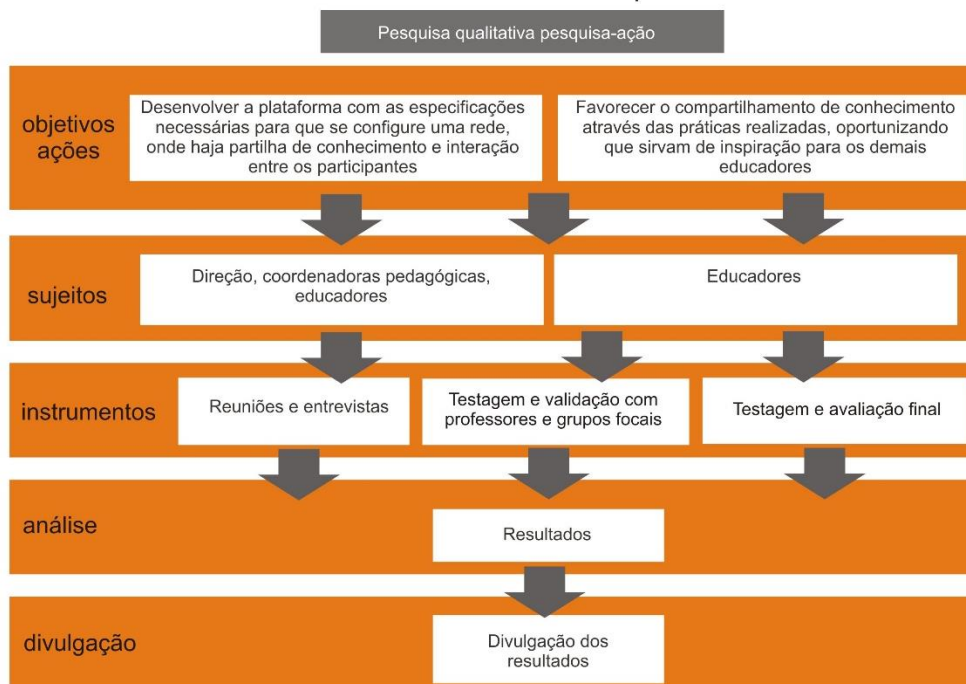 Pesquisa qualitativa pesquisa-ação
objetivos
ações
Desenvolver a plataforma com as especificações
necessárias para que se configure uma rede,
onde haja partilha de conhecimento e interação
entre os participantes
Favorecer o compartilhamento de conhecimento
através das práticas realizadas, oportunizando
que sirvam de inspiração para os demais
educadores
sujeitos
Direção, coordenadoras pedagógicas,
educadores
Educadores
instrumentos
Reuniões e entrevistas
Testagem e validação com
professores e grupos focais
Testagem e avaliação final
análise
Resultados
divulgação
Divulgação dos
resultados